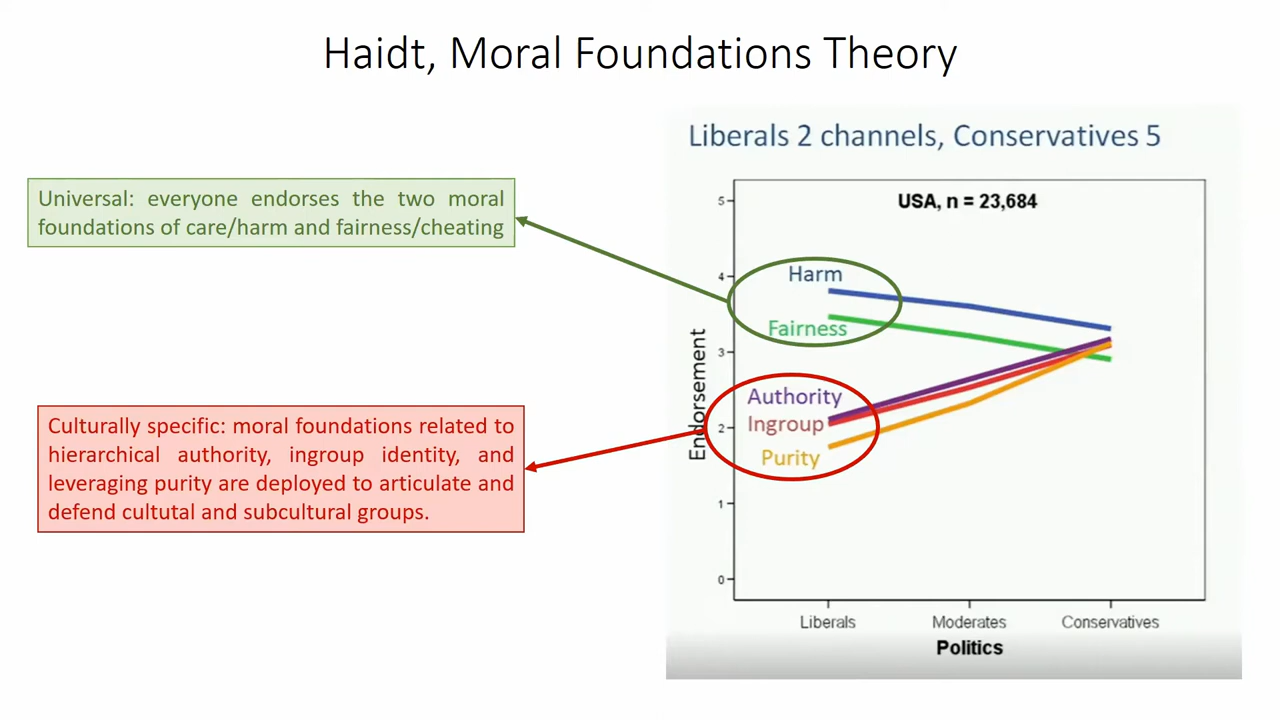 Haidt, Moral Foundations Theory
Liberals 2 channels, Conservatives 5
Universal: everyone endorses the two moral
foundations of care/harm and fairness/cheating
Culturally specific: moral foundations related to
hierarchical authority, ingroup identity, and
leveraging purity are deployed to articulate and
defend cultutal and subcultural groups.
USA, n = 23,684
5
4
3
2
1
0
Endorsement
Harm
Fairness
Authority
Ingroup
Purity
Liberals
Moderates
Conservatives
Politics